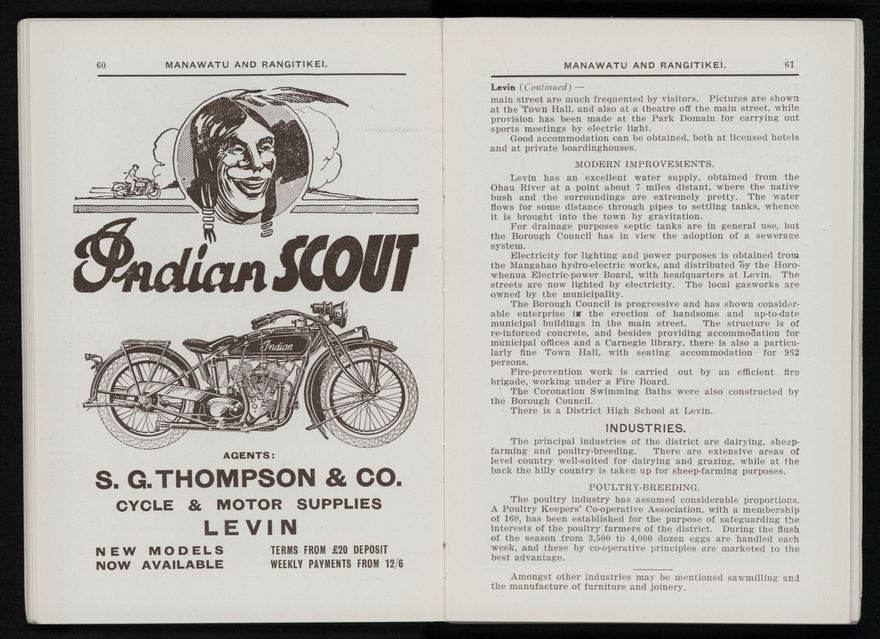 60 MANAWATU AND RANGITIKEI.
Indian SCOUT
Indian
AGENTS:
S. G. THOMPSON & CO.
CYCLE & MOTOR SUPPLIES
LEVIN
NEW MODELS
NOW AVAILABLE
TERMS FROM £20 DEPOSIT
WEEKLY PAYMENTS FROM 12/6
MANAWATU AND RANGITIKEI. 61
Levin (Continued) —
main street are much frequented by visitors. Pictures are shown
at the Town Hall, and also at a theatre off the main street, while
provision has been made at the Park Domain for carrying out
sports meetings by electric light.
Good accommodation can be obtained, both at licensed hotels
and at private boardinghouses.
MODERN IMPROVEMENTS.
Levin has an excellent water supply, obtained from the
Ohau River at a point about 7 miles distant, where the native
bush and the surroundings are extremely pretty. The water
flows for some distance through pipes to settling tanks, whence
it is brought into the town by gravitation.
For drainage purposes septic tanks are in general use, but
the Borough Council has in view the adoption of a sewerage
system.
Electricity for lighting and power purposes is obtained from
the Mangahao hydro-electric works, and distributed by the Horo-
whenua Electric-power Board, with headquarters at Levin. The
streets are now lighted by electricity. The local gasworks are
owned by the municipality.
The Borough Council is progressive and has shown consider-
able enterprise in the erection of handsome and up-to-date
municipal buildings in the main street. The structure is of
re-inforced concrete, and besides providing accommodation for
municipal offices and a Carnegie library, there is also a particu-
larly fine Town Hall, with seating accommodation for 962
persons.
Fire-prevention work is carried out by an efficient fire
brigade, working under a Fire Board.
The Coronation Swimming Baths were also constructed by
the Borough Council.
There is a District High School at Levin.
INDUSTRIES.
The principal industries of the district are dairying, sheep-
farming and poultry-breeding. There are extensive areas of
level country well-suited for dairying and grazing, while at the
back the hilly country is taken up for sheep-farming purposes.
POULTRY-BREEDING.
The poultry industry has assumed considerable proportions.
A Poultry Keepers' Co-operative Association, with a membership
of 160, has been established for the purpose of safeguarding the
interests of the poultry farmers of the district. During the flush
of the season from 3,500 to 4,000 dozen eggs are handled each
week, and these by co-operative principles are marketed to the
best advantage.
Amongst other industries may be mentioned sawmilling and
the manufacture of furniture and joinery.